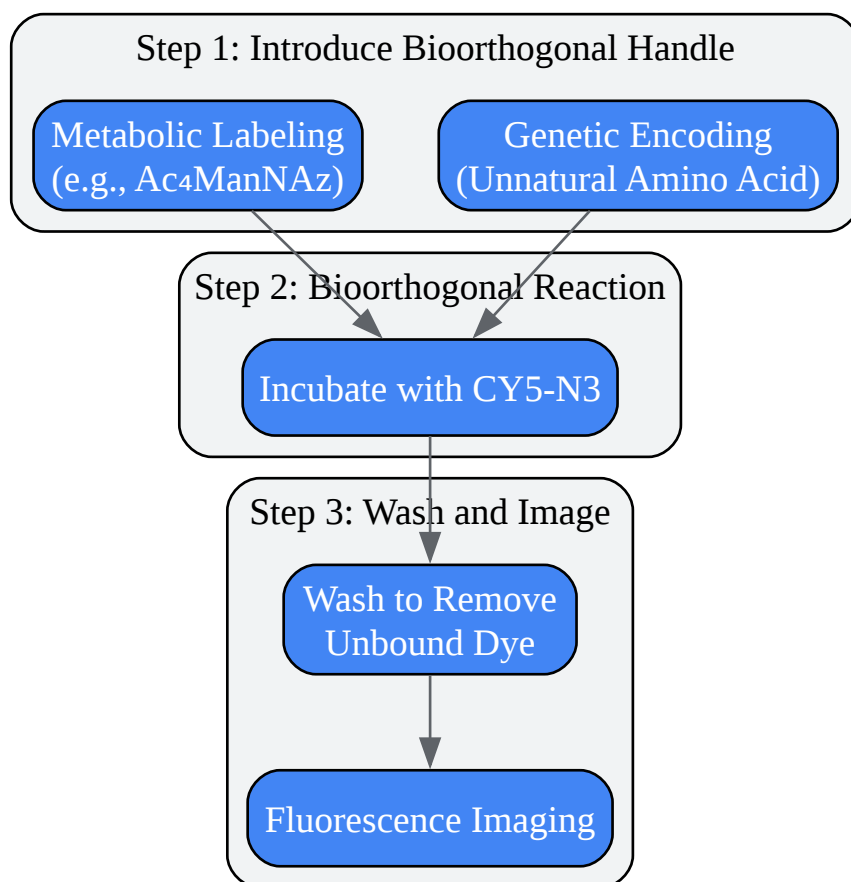 Step 1: Introduce Bioorthogonal Handle
Metabolic Labeling
(e.g., Ac₄ManNAz)
Genetic Encoding
(Unnatural Amino Acid)
Step 2: Bioorthogonal Reaction
Incubate with CY5-N3
Step 3: Wash and Image
Wash to Remove
Unbound Dye
Fluorescence Imaging